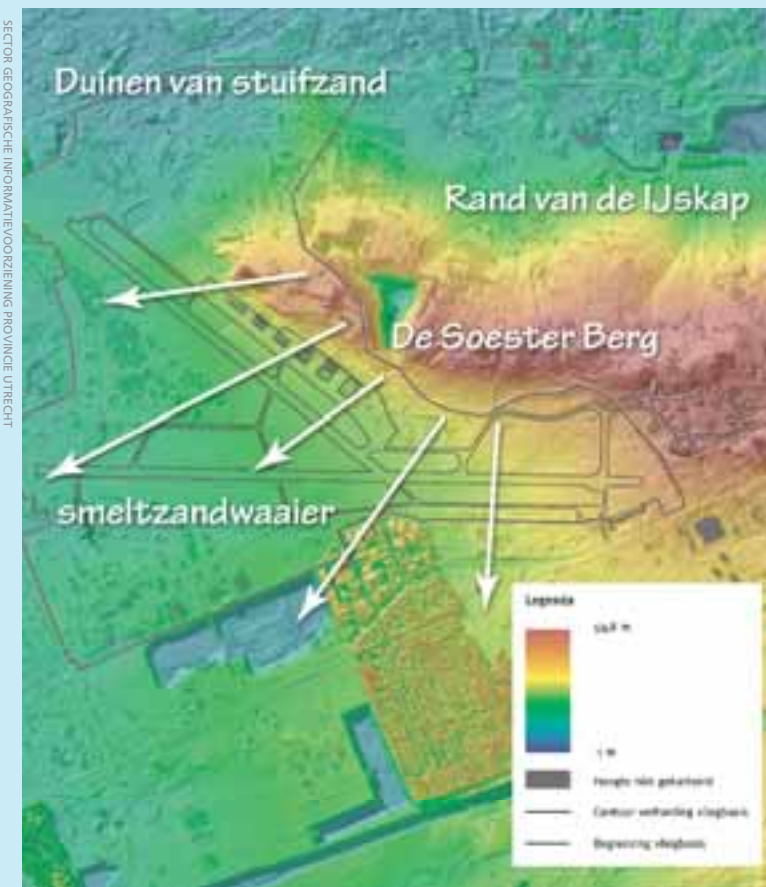 SECTOR GEOGRAFISCHE INFORMATIEVOORZIENING PROVINCIE UTRECHT
Duinen van stuifzand
Rand van de IJskap
De Soester Berg
smeltzandwaaier
Legenda
m
m
Hoogte niet gekarteerd
Contour verharding vliegbasis
Begrenzing vliegbasis